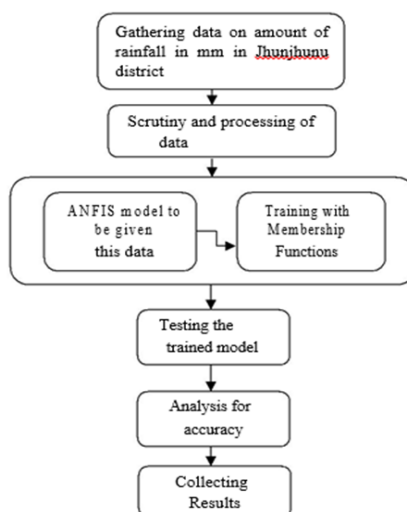 Gathering data on amount of
rainfall in mm in Jhunjhunu
district
Scrutiny and processing of
data
ANFIS model to
be given
this data
Training with
Membership
Functions
Testing the
trained model
Analysis for
accuracy
Collecting
Results